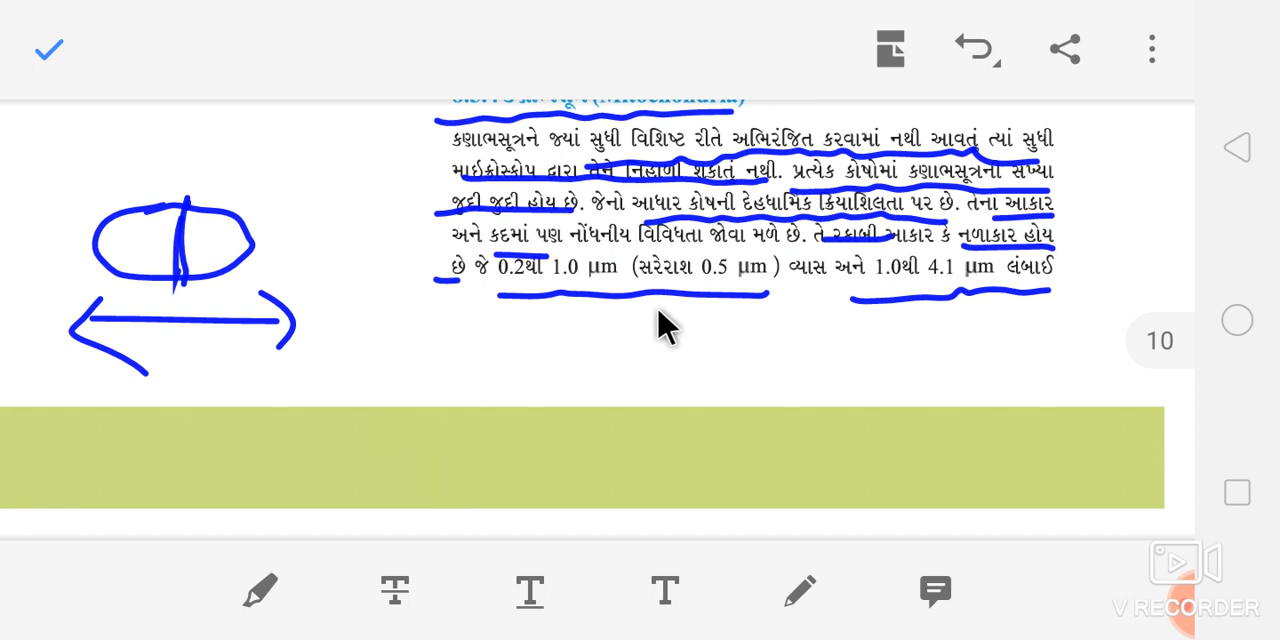 (Mitochondria)
કણાભસૂત્રને જ્યાં સુધી વિશિષ્ટ રીતે અભિરંજિત કરવામાં નથી આવતું ત્યાં સુધી
માઇક્રોસ્કોપ દ્વારા તેને નિહાળી શકાતું નથી. પ્રત્યેક કોષોમાં કણાભસૂત્રની સંખ્યા
જુદી જુદી હોય છે. જેનો આધાર કોષની દેહધાર્મિક ક્રિયાશિલતા પર છે. તેના આકાર
અને કદમાં પણ નોંધનીય વિવિધતા જોવા મળે છે. તે રકાબી આકાર કે નળાકાર હોય
છે જે 0.2થી 1.0 µm (સરેરાશ 0.5 µm ) વ્યાસ અને 1.0થી 4.1 µm લંબાઈ
10
V RECORDER